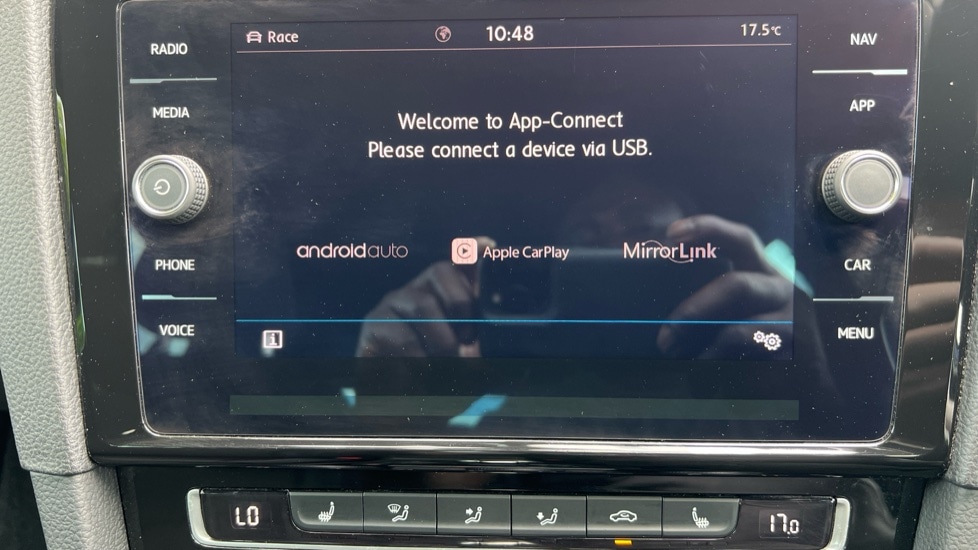 Race 10:48 17.5°C
RADIO
NAV
MEDIA
APP
Welcome to App-Connect
Please connect a device via USB.
androidauto Apple CarPlay MirrorLink
PHONE
CAR
VOICE
MENU
i
LO 17.0